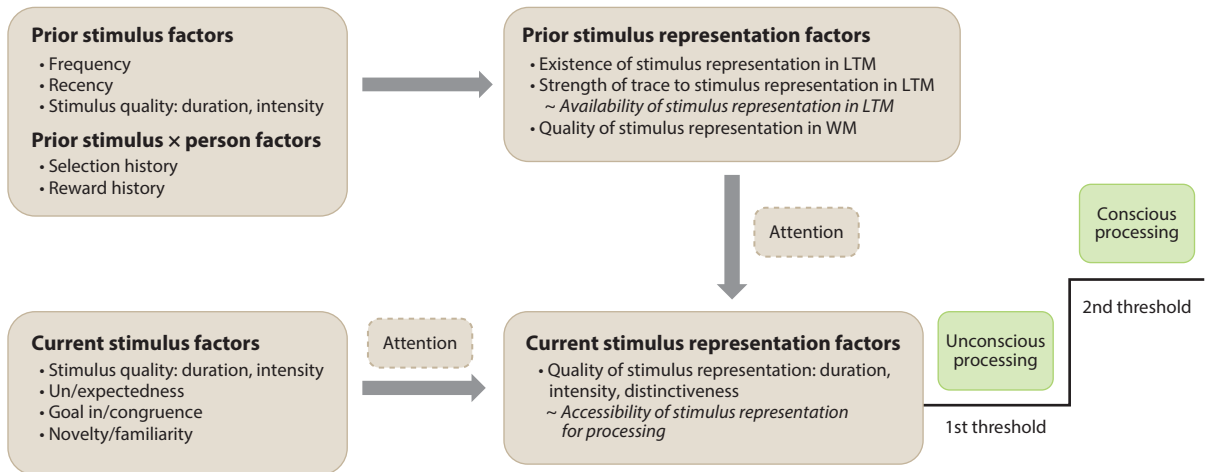 Prior stimulus factors
• Frequency
• Recency
• Stimulus quality: duration, intensity
Prior stimulus × person factors
• Selection history
• Reward history
Prior stimulus representation factors
• Existence of stimulus representation in LTM
• Strength of trace to stimulus representation in LTM
~ Availability of stimulus representation in LTM
• Quality of stimulus representation in WM
Attention
Conscious
processing
2nd threshold
Current stimulus factors
• Stimulus quality: duration, intensity
• Un/expectedness
• Goal in/congruence
• Novelty/familiarity
Attention
Current stimulus representation factors
• Quality of stimulus representation: duration,
intensity, distinctiveness
~ Accessibility of stimulus representation
for processing
Unconscious
processing
1st threshold